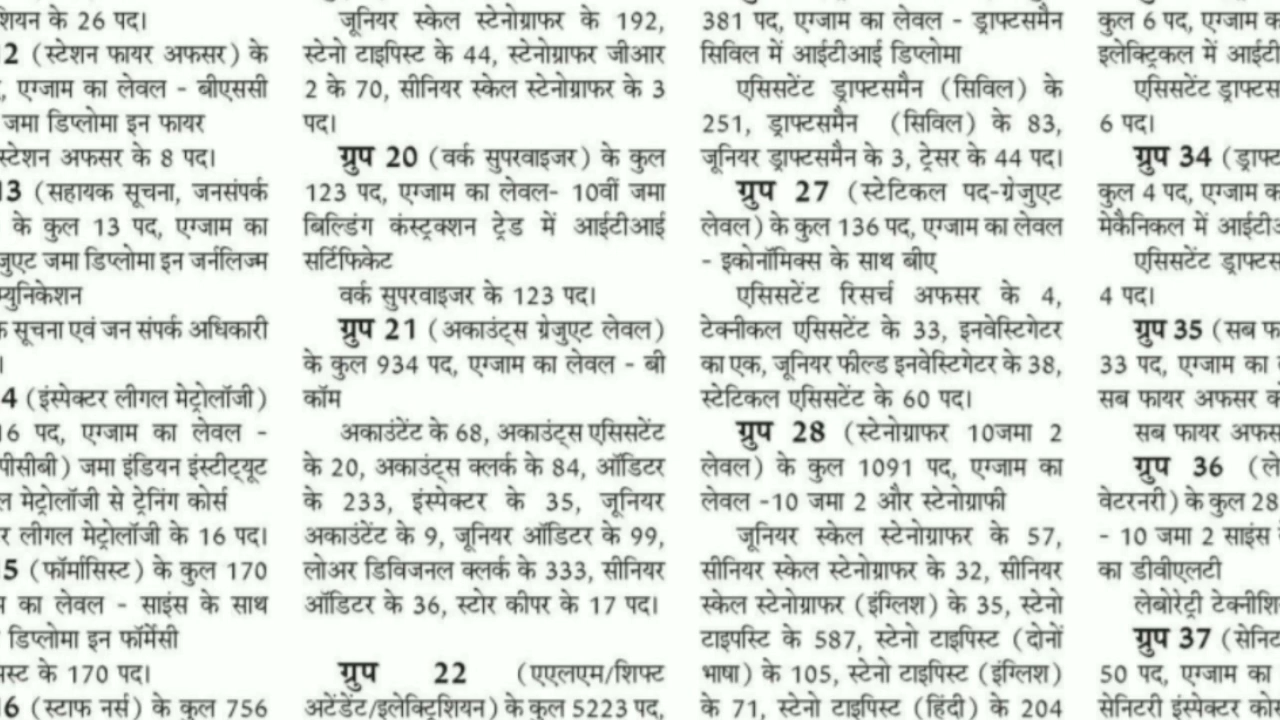 शियन के 26 पद।
2 (स्टेशन फायर अफसर) के
, एग्जाम का लेवल - बीएससी
जमा डिप्लोमा इन फायर
स्टेशन अफसर के 8 पद।
3 (सहायक सूचना, जनसंपर्क
के कुल 13 पद, एग्जाम का
जुएट जमा डिप्लोमा इन जर्नलिज्म
म्युनिकेशन
क सूचना एवं जन संपर्क अधिकारी
।
4 (इंस्पेक्टर लीगल मेट्रोलॉजी)
16 पद, एग्जाम का लेवल -
पीसीबी) जमा इंडियन इंस्टीट्यूट
ल मेट्रोलॉजी से ट्रेनिंग कोर्स
र लीगल मेट्रोलॉजी के 16 पद।
5 (फॉर्मासिस्ट) के कुल 170
म का लेवल - साइंस के साथ
डिप्लोमा इन फॉर्मेसी
स्ट के 170 पद।
6 (स्टाफ नर्स) के कुल 756
जूनियर स्केल स्टेनोग्राफर के 192,
स्टेनो टाइपिस्ट के 44, स्टेनोग्राफर जीआर
2 के 70, सीनियर स्केल स्टेनोग्राफर के 3
पद।
ग्रुप 20 (वर्क सुपरवाइजर) के कुल
123 पद, एग्जाम का लेवल- 10वीं जमा
बिल्डिंग कंस्ट्रक्शन ट्रेड में आईटीआई
सर्टिफिकेट
वर्क सुपरवाइजर के 123 पद।
ग्रुप 21 (अकाउंट्स ग्रेजुएट लेवल)
के कुल 934 पद, एग्जाम का लेवल - बी
कॉम
अकाउंटेंट के 68, अकाउंट्स एसिसटेंट
के 20, अकाउंट्स क्लर्क के 84, ऑडिटर
के 233, इंस्पेक्टर के 35, जूनियर
अकाउंटेंट के 9, जूनियर ऑडिटर के 99,
लोअर डिविजनल क्लर्क के 333, सीनियर
ऑडिटर के 36, स्टोर कीपर के 17 पद।
ग्रुप 22 (एएलएम/शिफ्ट
अटेंडेंट/इलेक्ट्रिशियन) के कुल 5223 पद,
381 पद, एग्जाम का लेवल - ड्राफ्टसमैन
सिविल में आईटीआई डिप्लोमा
एसिसटेंट ड्राफ्टसमैन (सिविल) के
251, ड्राफ्टसमैन (सिविल) के 83,
जूनियर ड्राफ्टसमैन के 3, ट्रेसर के 44 पद।
ग्रुप 27 (स्टेटिकल पद-ग्रेजुएट
लेवल) के कुल 136 पद, एग्जाम का लेवल
- इकोनॉमिक्स के साथ बीए
एसिसटेंट रिसर्च अफसर के 4,
टेक्नीकल एसिसटेंट के 33, इनवेस्टिगेटर
का एक, जूनियर फील्ड इनवेस्टिगेटर के 38,
स्टेटिकल एसिसटेंट के 60 पद।
ग्रुप 28 (स्टेनोग्राफर 10जमा 2
लेवल) के कुल 1091 पद, एग्जाम का
लेवल -10 जमा 2 और स्टेनोग्राफी
जूनियर स्केल स्टेनोग्राफर के 57,
सीनियर स्केल स्टेनोग्राफर के 32, सीनियर
स्केल स्टेनोग्राफर (इंग्लिश) के 35, स्टेनो
टाइपस्टि के 587, स्टेनो टाइपिस्ट (दोनों
भाषा) के 105, स्टेनो टाइपिस्ट (इंग्लिश)
के 71, स्टेनो टाइपिस्ट (हिंदी) के 204
कुल 6 पद, एग्जाम क
इलेक्ट्रिकल में आईटी
एसिसटेंट ड्राफ्टस
6 पद।
ग्रुप 34 (ड्राफ्ट
कुल 4 पद, एग्जाम क
मेकैनिकल में आईटीअ
एसिसटेंट ड्राफ्टस
4 पद।
ग्रुप 35 (सब फा
33 पद, एग्जाम का
सब फायर अफसर क
सब फायर अफस
ग्रुप 36 (ले
वेटरनरी) के कुल 28
- 10 जमा 2 साइंस
का डीवीएलटी
लेबोरेट्री टेक्नीशि
ग्रुप 37 (सेनिट
50 पद, एग्जाम का
सेनिटरी इंस्पेक्टर को